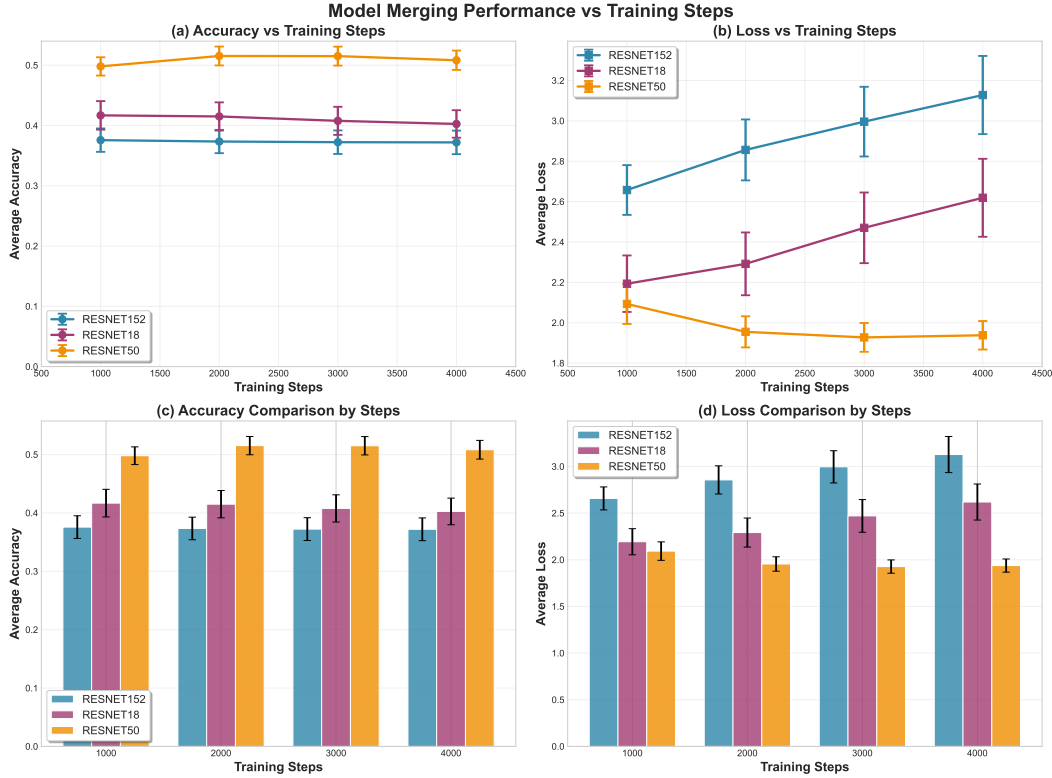 Model Merging Performance vs Training Steps
(a) Accuracy vs Training Steps
Average Accuracy
0.5
0.4
0.3
0.2
0.1
0.0
RESNET152
RESNET18
RESNET50
500 1000 1500 2000 2500 3000 3500 4000 4500
Training Steps
(b) Loss vs Training Steps
RESNET152
RESNET18
RESNET50
Average Loss
3.2
3.0
2.8
2.6
2.4
2.2
2.0
1.8
500 1000 1500 2000 2500 3000 3500 4000 4500
Training Steps
(c) Accuracy Comparison by Steps
Average Accuracy
0.5
0.4
0.3
0.2
0.1
0.0
RESNET152
RESNET18
RESNET50
1000 2000 3000 4000
Training Steps
(d) Loss Comparison by Steps
RESNET152
RESNET18
RESNET50
Average Loss
3.0
2.5
2.0
1.5
1.0
0.5
0.0
1000 2000 3000 4000
Training Steps